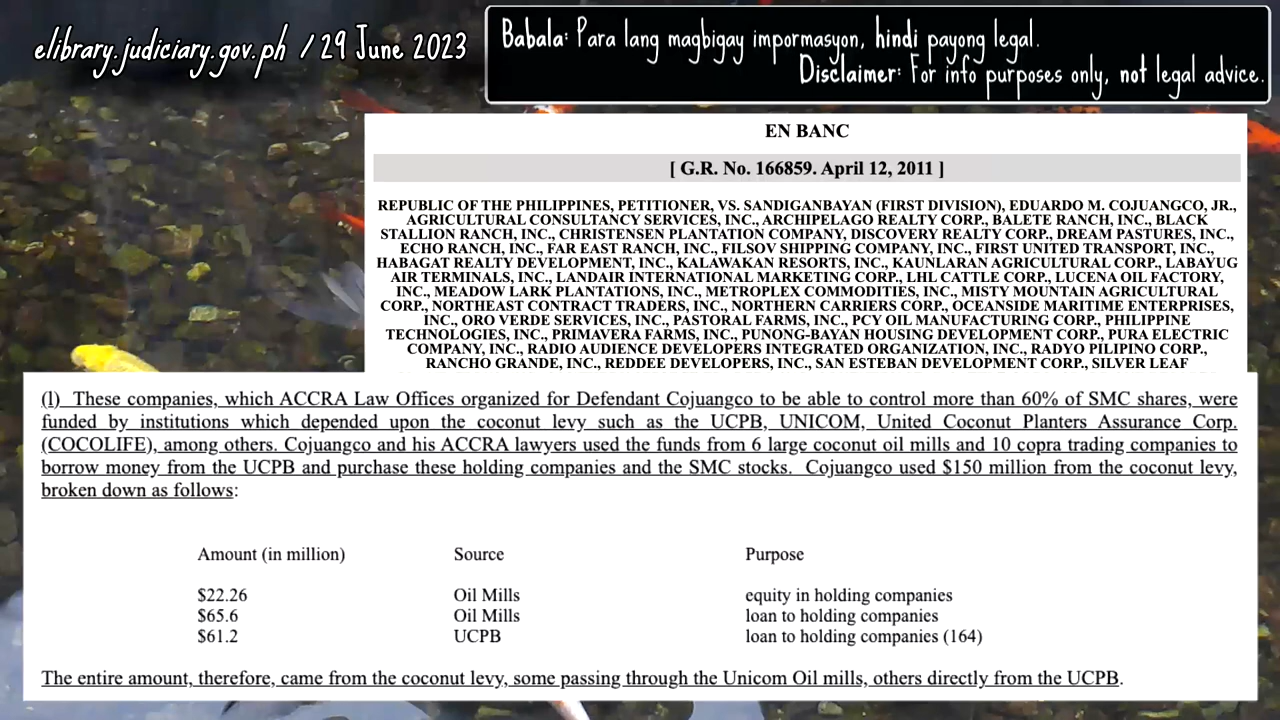 elibrary.judiciary.gov.ph / 29 June 2023
Babala: Para lang magbigay impormasyon, hindi payong legal.
Disclaimer: For info purposes only, not legal advice.
EN BANC
[ G.R. No. 166859. April 12, 2011 ]
REPUBLIC OF THE PHILIPPINES, PETITIONER, VS. SANDIGANBAYAN (FIRST DIVISION), EDUARDO M. COJUANGCO, JR.,
AGRICULTURAL CONSULTANCY SERVICES, INC., ARCHIPELAGO REALTY CORP., BALETE RANCH, INC., BLACK
STALLION RANCH, INC., CHRISTENSEN PLANTATION COMPANY, DISCOVERY REALTY CORP., DREAM PASTURES, INC.,
ECHO RANCH, INC., FAR EAST RANCH, INC., FILSOV SHIPPING COMPANY, INC., FIRST UNITED TRANSPORT, INC.,
HABAGAT REALTY DEVELOPMENT, INC., KALAWAKAN RESORTS, INC., KAUNLARAN AGRICULTURAL CORP., LABAYUG
AIR TERMINALS, INC., LANDAIR INTERNATIONAL MARKETING CORP., LHL CATTLE CORP., LUCENA OIL FACTORY,
INC., MEADOW LARK PLANTATIONS, INC., METROPLEX COMMODITIES, INC., MISTY MOUNTAIN AGRICULTURAL
CORP., NORTHEAST CONTRACT TRADERS, INC., NORTHERN CARRIERS CORP., OCEANSIDE MARITIME ENTERPRISES,
INC., ORO VERDE SERVICES, INC., PASTORAL FARMS, INC., PCY OIL MANUFACTURING CORP., PHILIPPINE
TECHNOLOGIES, INC., PRIMAVERA FARMS, INC., PUNONG-BAYAN HOUSING DEVELOPMENT CORP., PURA ELECTRIC
COMPANY, INC., RADIO AUDIENCE DEVELOPERS INTEGRATED ORGANIZATION, INC., RADYO PILIPINO CORP.,
RANCHO GRANDE, INC., REDDEE DEVELOPERS, INC., SAN ESTEBAN DEVELOPMENT CORP., SILVER LEAF
(l) These companies, which ACCRA Law Offices organized for Defendant Cojuangco to be able to control more than 60% of SMC shares, were
funded by institutions which depended upon the coconut levy such as the UCPB, UNICOM, United Coconut Planters Assurance Corp.
(COCOLIFE), among others. Cojuangco and his ACCRA lawyers used the funds from 6 large coconut oil mills and 10 copra trading companies to
borrow money from the UCPB and purchase these holding companies and the SMC stocks. Cojuangco used $150 million from the coconut levy,
broken down as follows:
Amount (in million) Source Purpose
$22.26 Oil Mills equity in holding companies
$65.6 Oil Mills loan to holding companies
$61.2 UCPB loan to holding companies (164)
The entire amount, therefore, came from the coconut levy, some passing through the Unicom Oil mills, others directly from the UCPB.